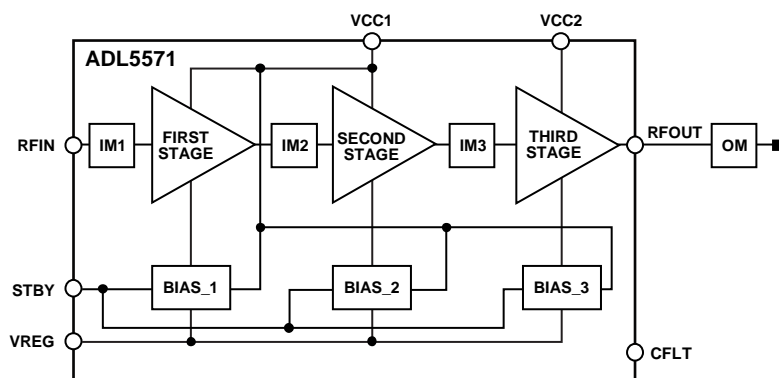 VCC1
VCC2
ADL5571
RFIN
IM1
FIRST
STAGE
IM2
SECOND
STAGE
IM3
THIRD
STAGE
RFOUT
OM
STBY
BIAS_1
BIAS_2
BIAS_3
VREG
CFLT